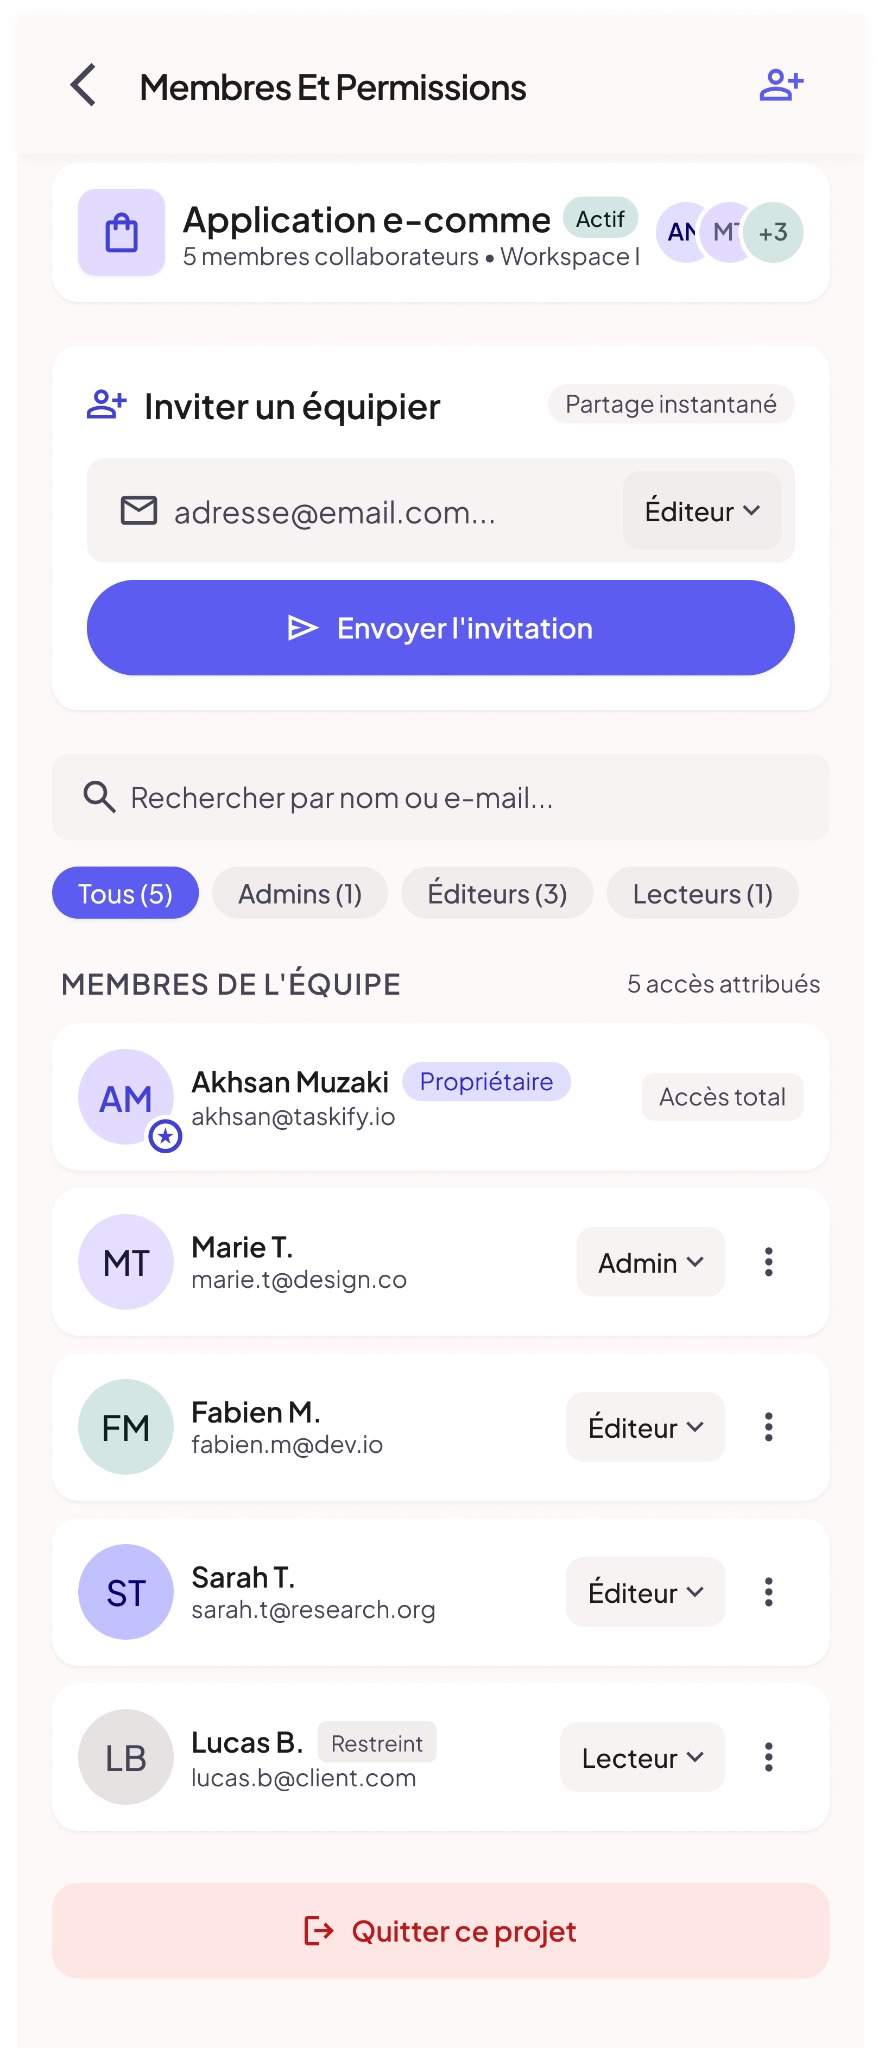 Membres Et Permissions
Application e-comme Actif
5 membres collaborateurs • Workspace
AM MT +3
Inviter un équipier Partage instantané
adresse@email.com... Éditeur
Envoyer l'invitation
Rechercher par nom ou e-mail...
Tous (5) Admins (1) Éditeurs (3) Lecteurs (1)
MEMBRES DE L'ÉQUIPE 5 accès attribués
AM Akhsan Muzaki Propriétaire Accès total
akhsan@taskify.io
MT Marie T. Admin
marie.t@design.co
FM Fabien M. Éditeur
fabien.m@dev.io
ST Sarah T. Éditeur
sarah.t@research.org
LB Lucas B. Restreint Lecteur
lucas.b@client.com
Quitter ce projet